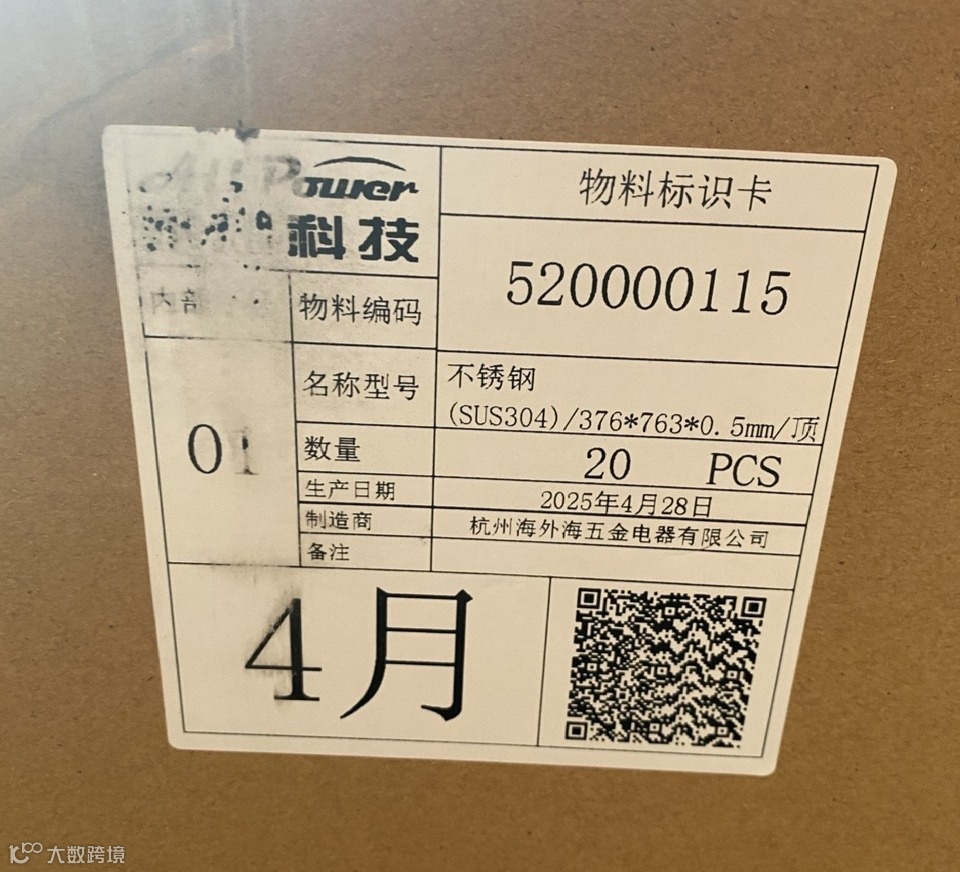 Power
科技
物料标识卡
内部
物料编码
520000115
01
名称型号
不锈钢
(SUS304)/376*763*0.5mm/顶
数量
20 PCS
生产日期
2025年4月28日
制造商
杭州海外海五金电器有限公司
备注
4月
大数跨境